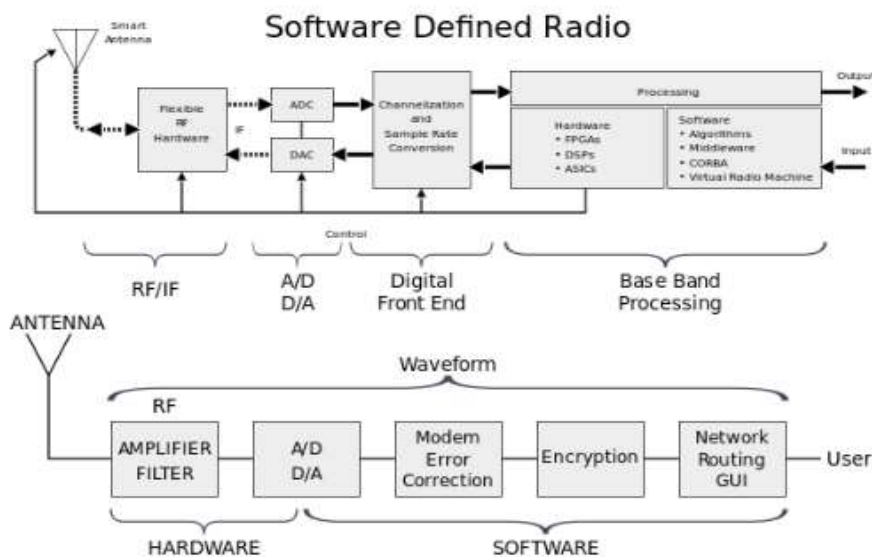 Software Defined Radio
Smart
Antenna
Flexible
RF
Hardware
IF
ADC
DAC
Channelization
and
Sample Rate
Conversion
Processing
Hardware
• FPGAs
• DSPs
• ASICs
Software
• Algorithms
• Middleware
• CORBA
• Virtual Radio Machine
Output
Input
Control
RF/IF
A/D
D/A
Digital
Front End
Base Band
Processing
ANTENNA
Waveform
RF
AMPLIFIER
FILTER
A/D
D/A
Modem
Error
Correction
Encryption
Network
Routing
GUI
User
HARDWARE
SOFTWARE